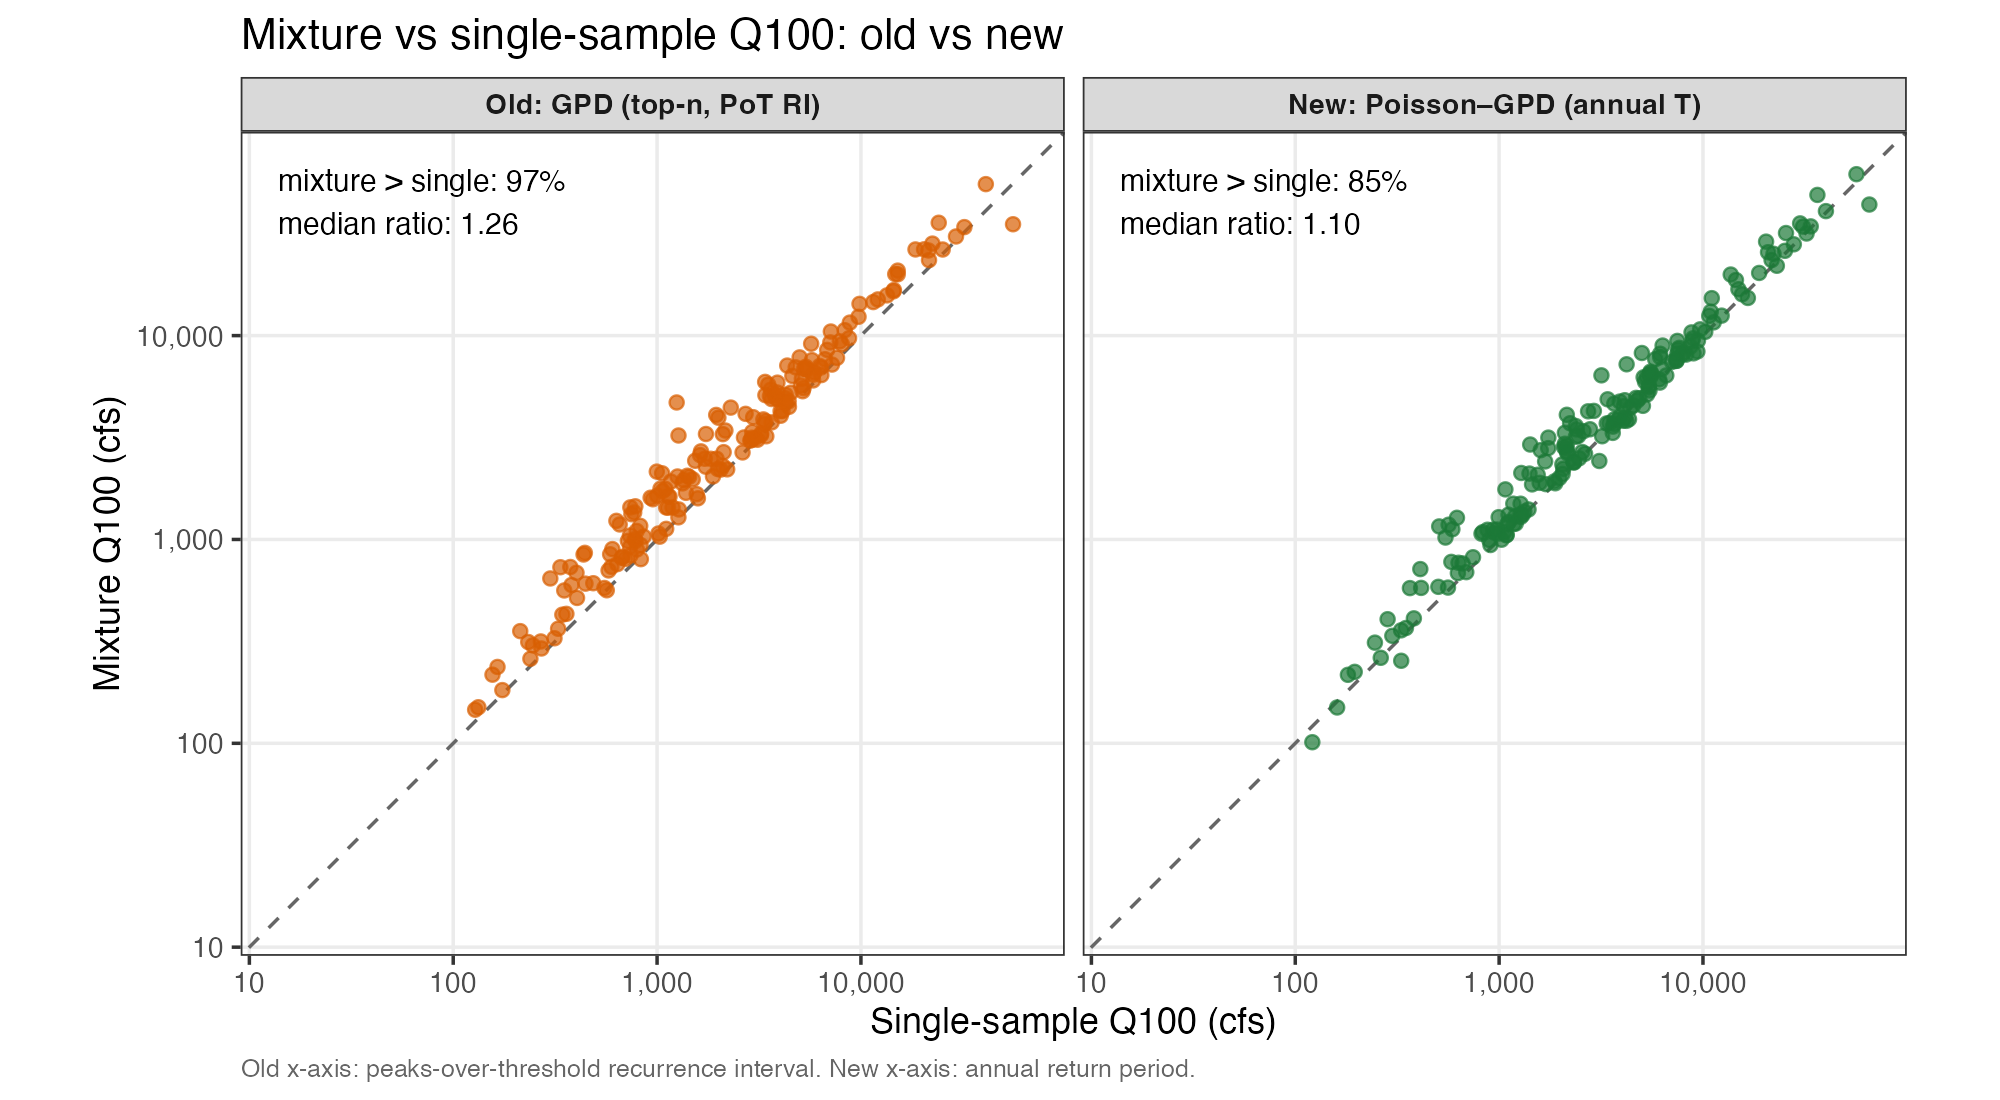 Mixture vs single-sample Q100: old vs new
Old: GPD (top-n, PoT RI)
New: Poisson–GPD (annual T)
mixture > single: 97%
median ratio: 1.26
mixture > single: 85%
median ratio: 1.10
Mixture Q100 (cfs)
10,000
1,000
100
10
10
100
1,000
10,000
10
100
1,000
10,000
Single-sample Q100 (cfs)
Old x-axis: peaks-over-threshold recurrence interval. New x-axis: annual return period.